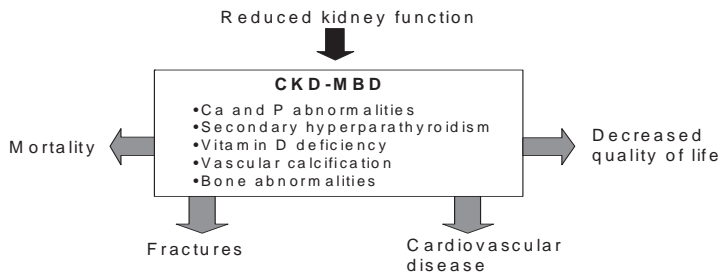 Reduced kidney function
CKD-MBD
•Ca and P abnormalities
•Secondary hyperparathyroidism
•Vitamin D deficiency
•Vascular calcification
•Bone abnormalities
Mortality
Decreased
quality of life
Fractures
Cardiovascular
disease